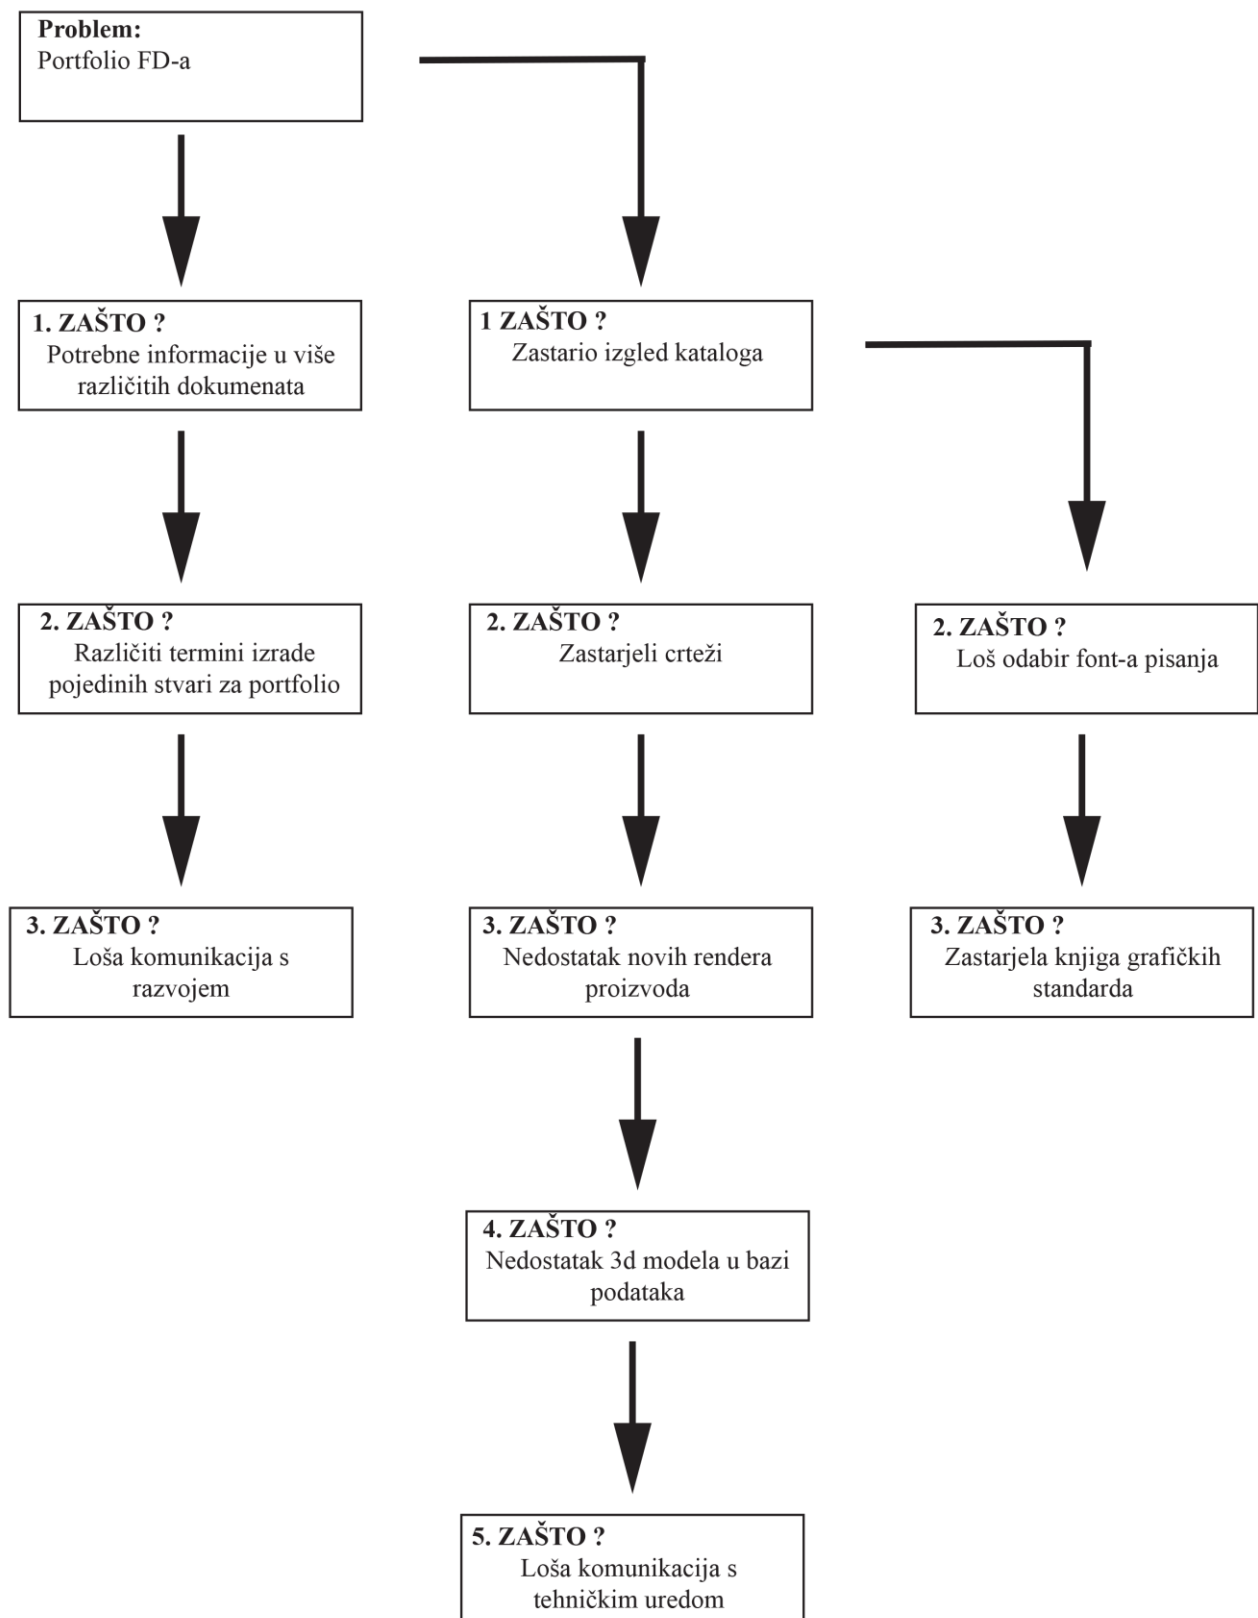 Problem:
Portfolio FD-a
1. ZAŠTO ?
Potrebne informacije u više
različitih dokumenata
1 ZAŠTO ?
Zastario izgled kataloga
2. ZAŠTO ?
Različiti termini izrade
pojedinih stvari za portfolio
2. ZAŠTO ?
Zastarjeli crteži
2. ZAŠTO ?
Loš odabir font-a pisanja
3. ZAŠTO ?
Loša komunikacija s
razvojem
3. ZAŠTO ?
Nedostatak novih rendera
proizvoda
3. ZAŠTO ?
Zastarjela knjiga grafičkih
standarda
4. ZAŠTO ?
Nedostatak 3d modela u bazi
podataka
5. ZAŠTO ?
Loša komunikacija s
tehničkim uredom